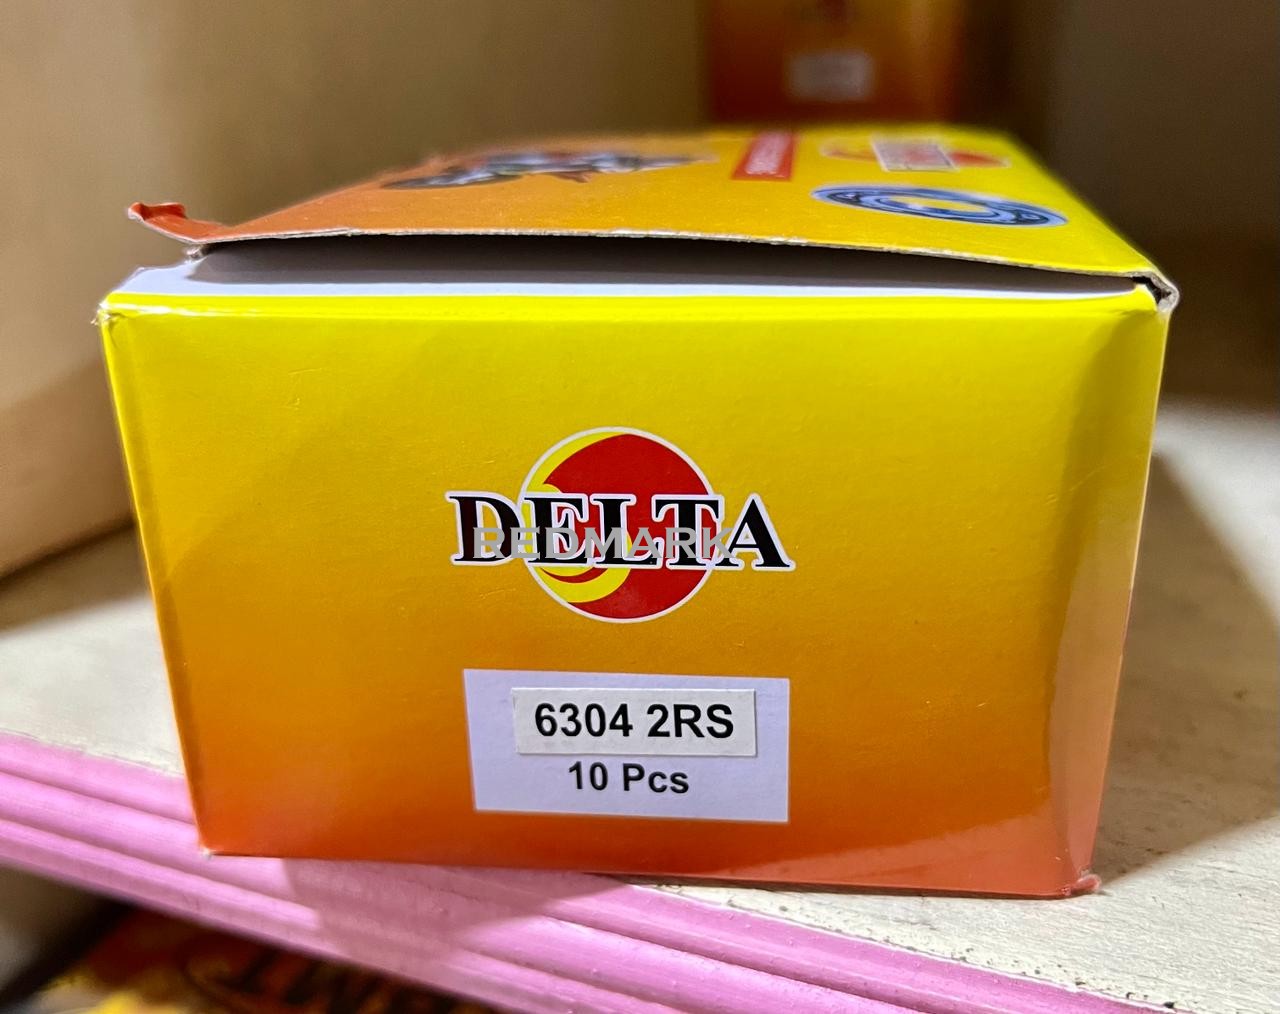 DELTA
REDMARK
6304 2RS
10 Pcs